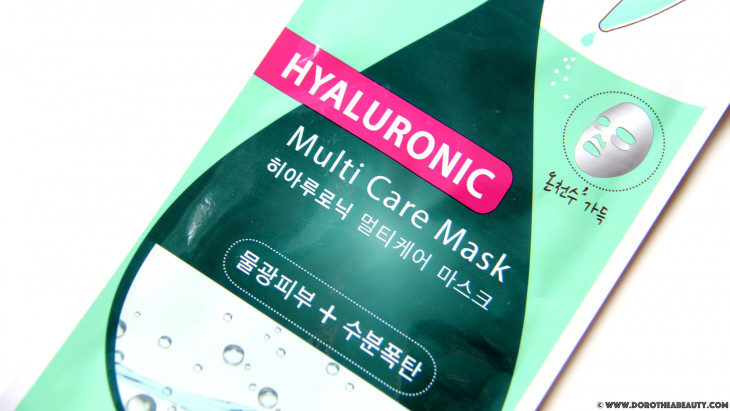 HYALURONIC
Multi Care Mask
히아루로닉 멀티케어 마스크
온천수 가득
물광피부 + 수분폭탄
© WWW.DOROTHEABEAUTY.COM